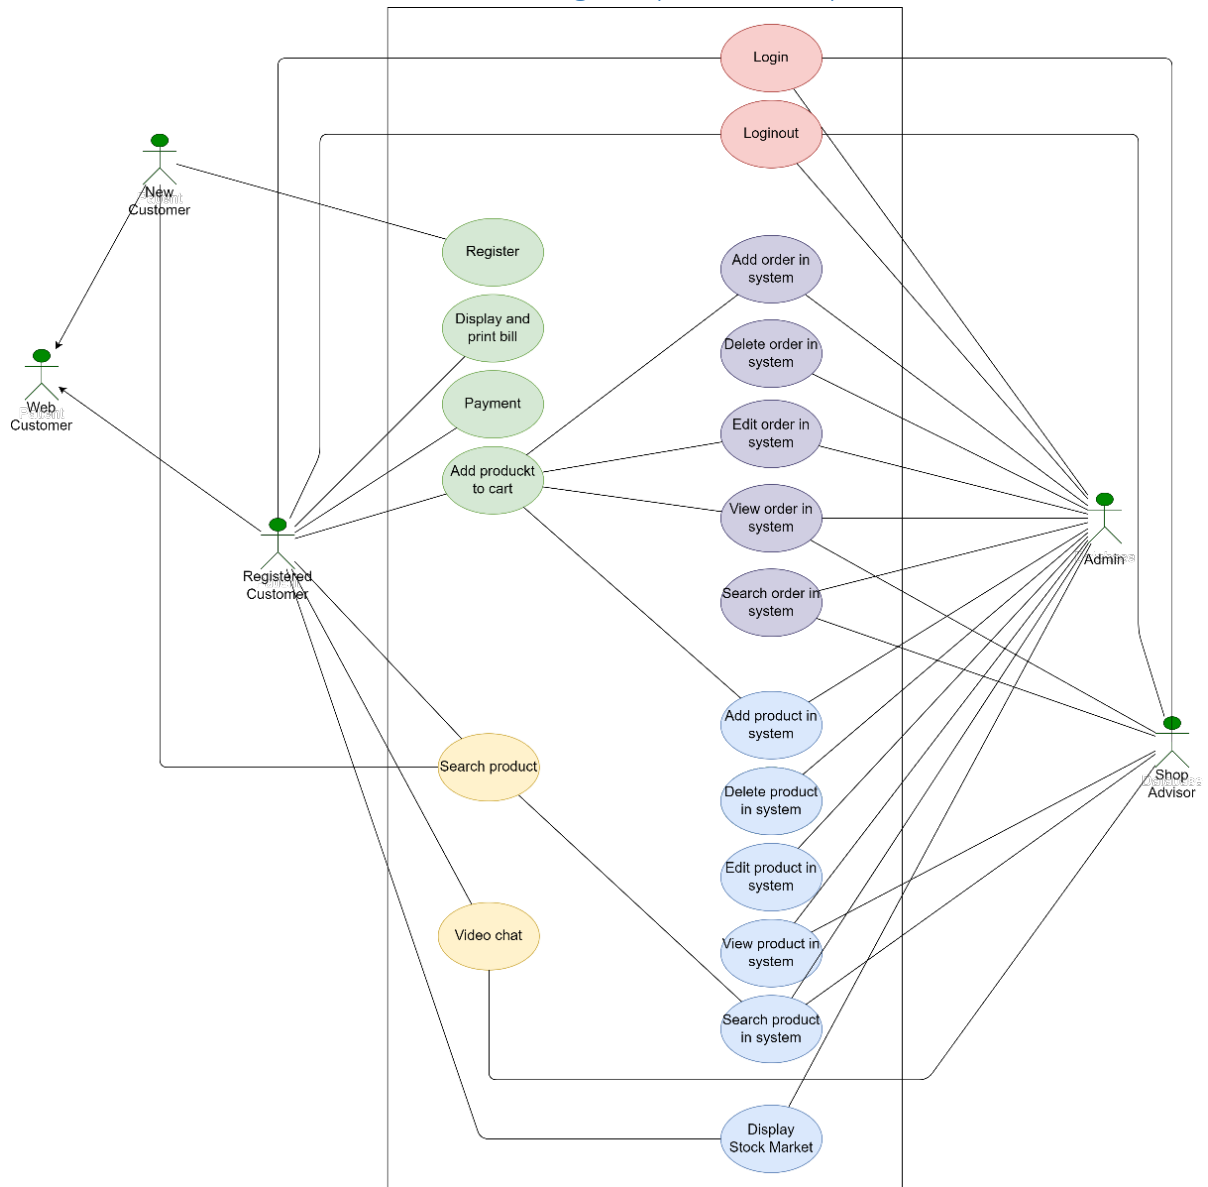 Login
Loginout
New
Customer
Register
Add order in
system
Display and
print bill
Delete order in
system
Web
Customer
Payment
Edit order in
system
Add produckt
to cart
View order in
system
Admin
Registered
Customer
Search order in
system
Add product in
system
Search product
Shop
Advisor
Delete product
in system
Edit product in
system
Video chat
View product in
system
Search product
in system
Display
Stock Market